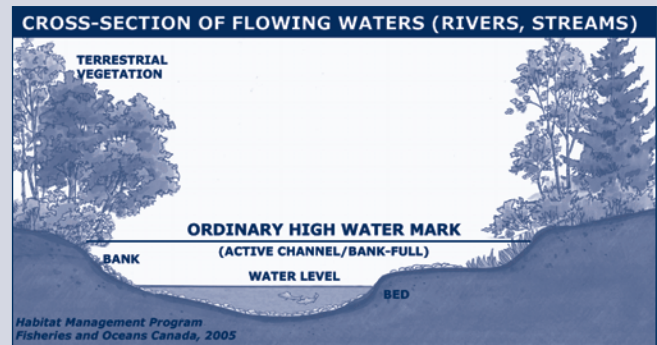 CROSS-SECTION OF FLOWING WATERS (RIVERS, STREAMS)
TERRESTRIAL
VEGETATION
ORDINARY HIGH WATER MARK
(ACTIVE CHANNEL/BANK-FULL)
BANK
WATER LEVEL
BED
Habitat Management Program
Fisheries and Oceans Canada, 2005